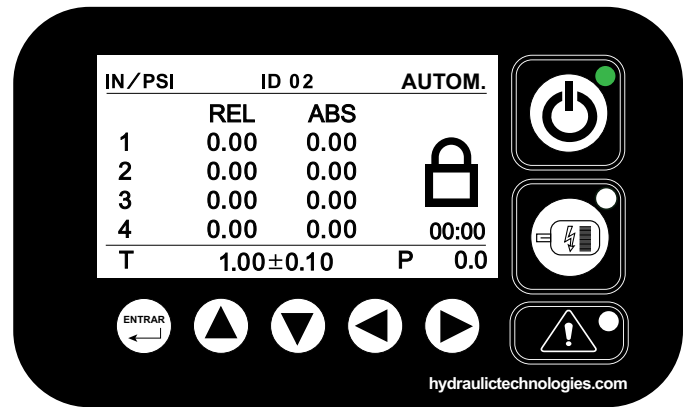 IN/PSI ID 02 AUTOM.
REL ABS
1 0.00 0.00
2 0.00 0.00
3 0.00 0.00
4 0.00 0.00 00:00
T 1.00±0.10 P 0.0
ENTRAR
hydraulictechnologies.com